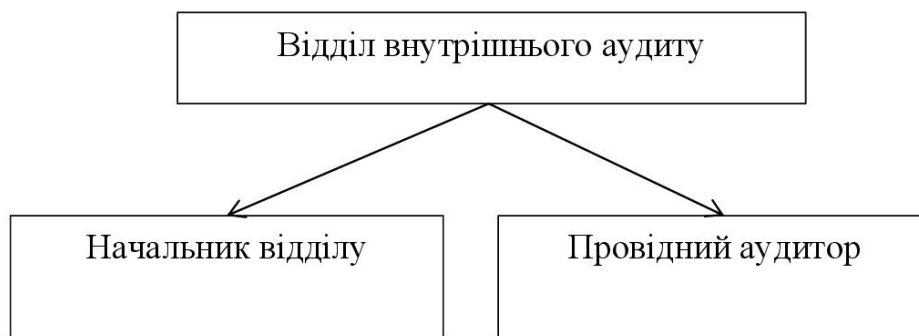 Відділ внутрішнього аудиту
Начальник відділу
Провідний аудитор